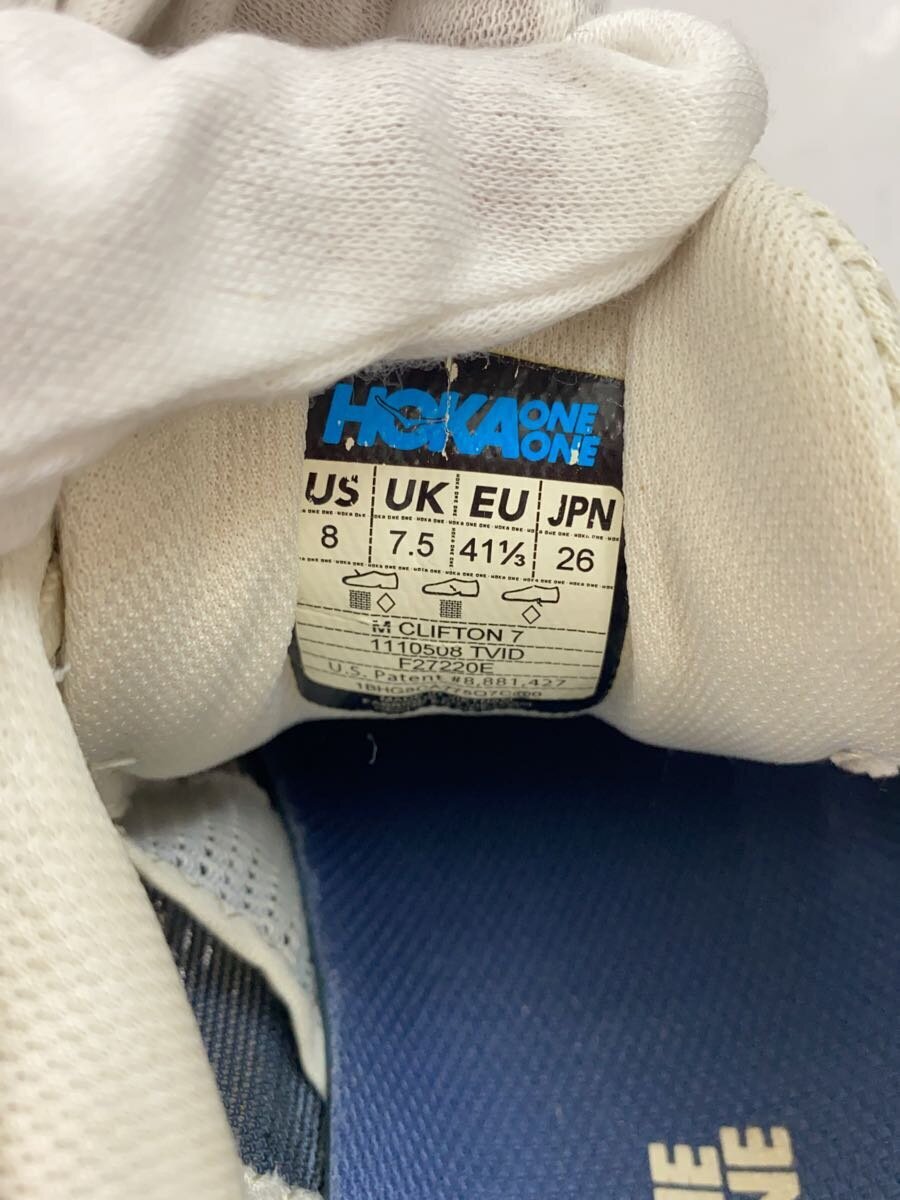 HOKA ONE ONE
US UK EU JPN
8 7.5 41⅓ 26
M CLIFTON 7
1110508 TVID
F27220E
U.S. Patent #8,881,427